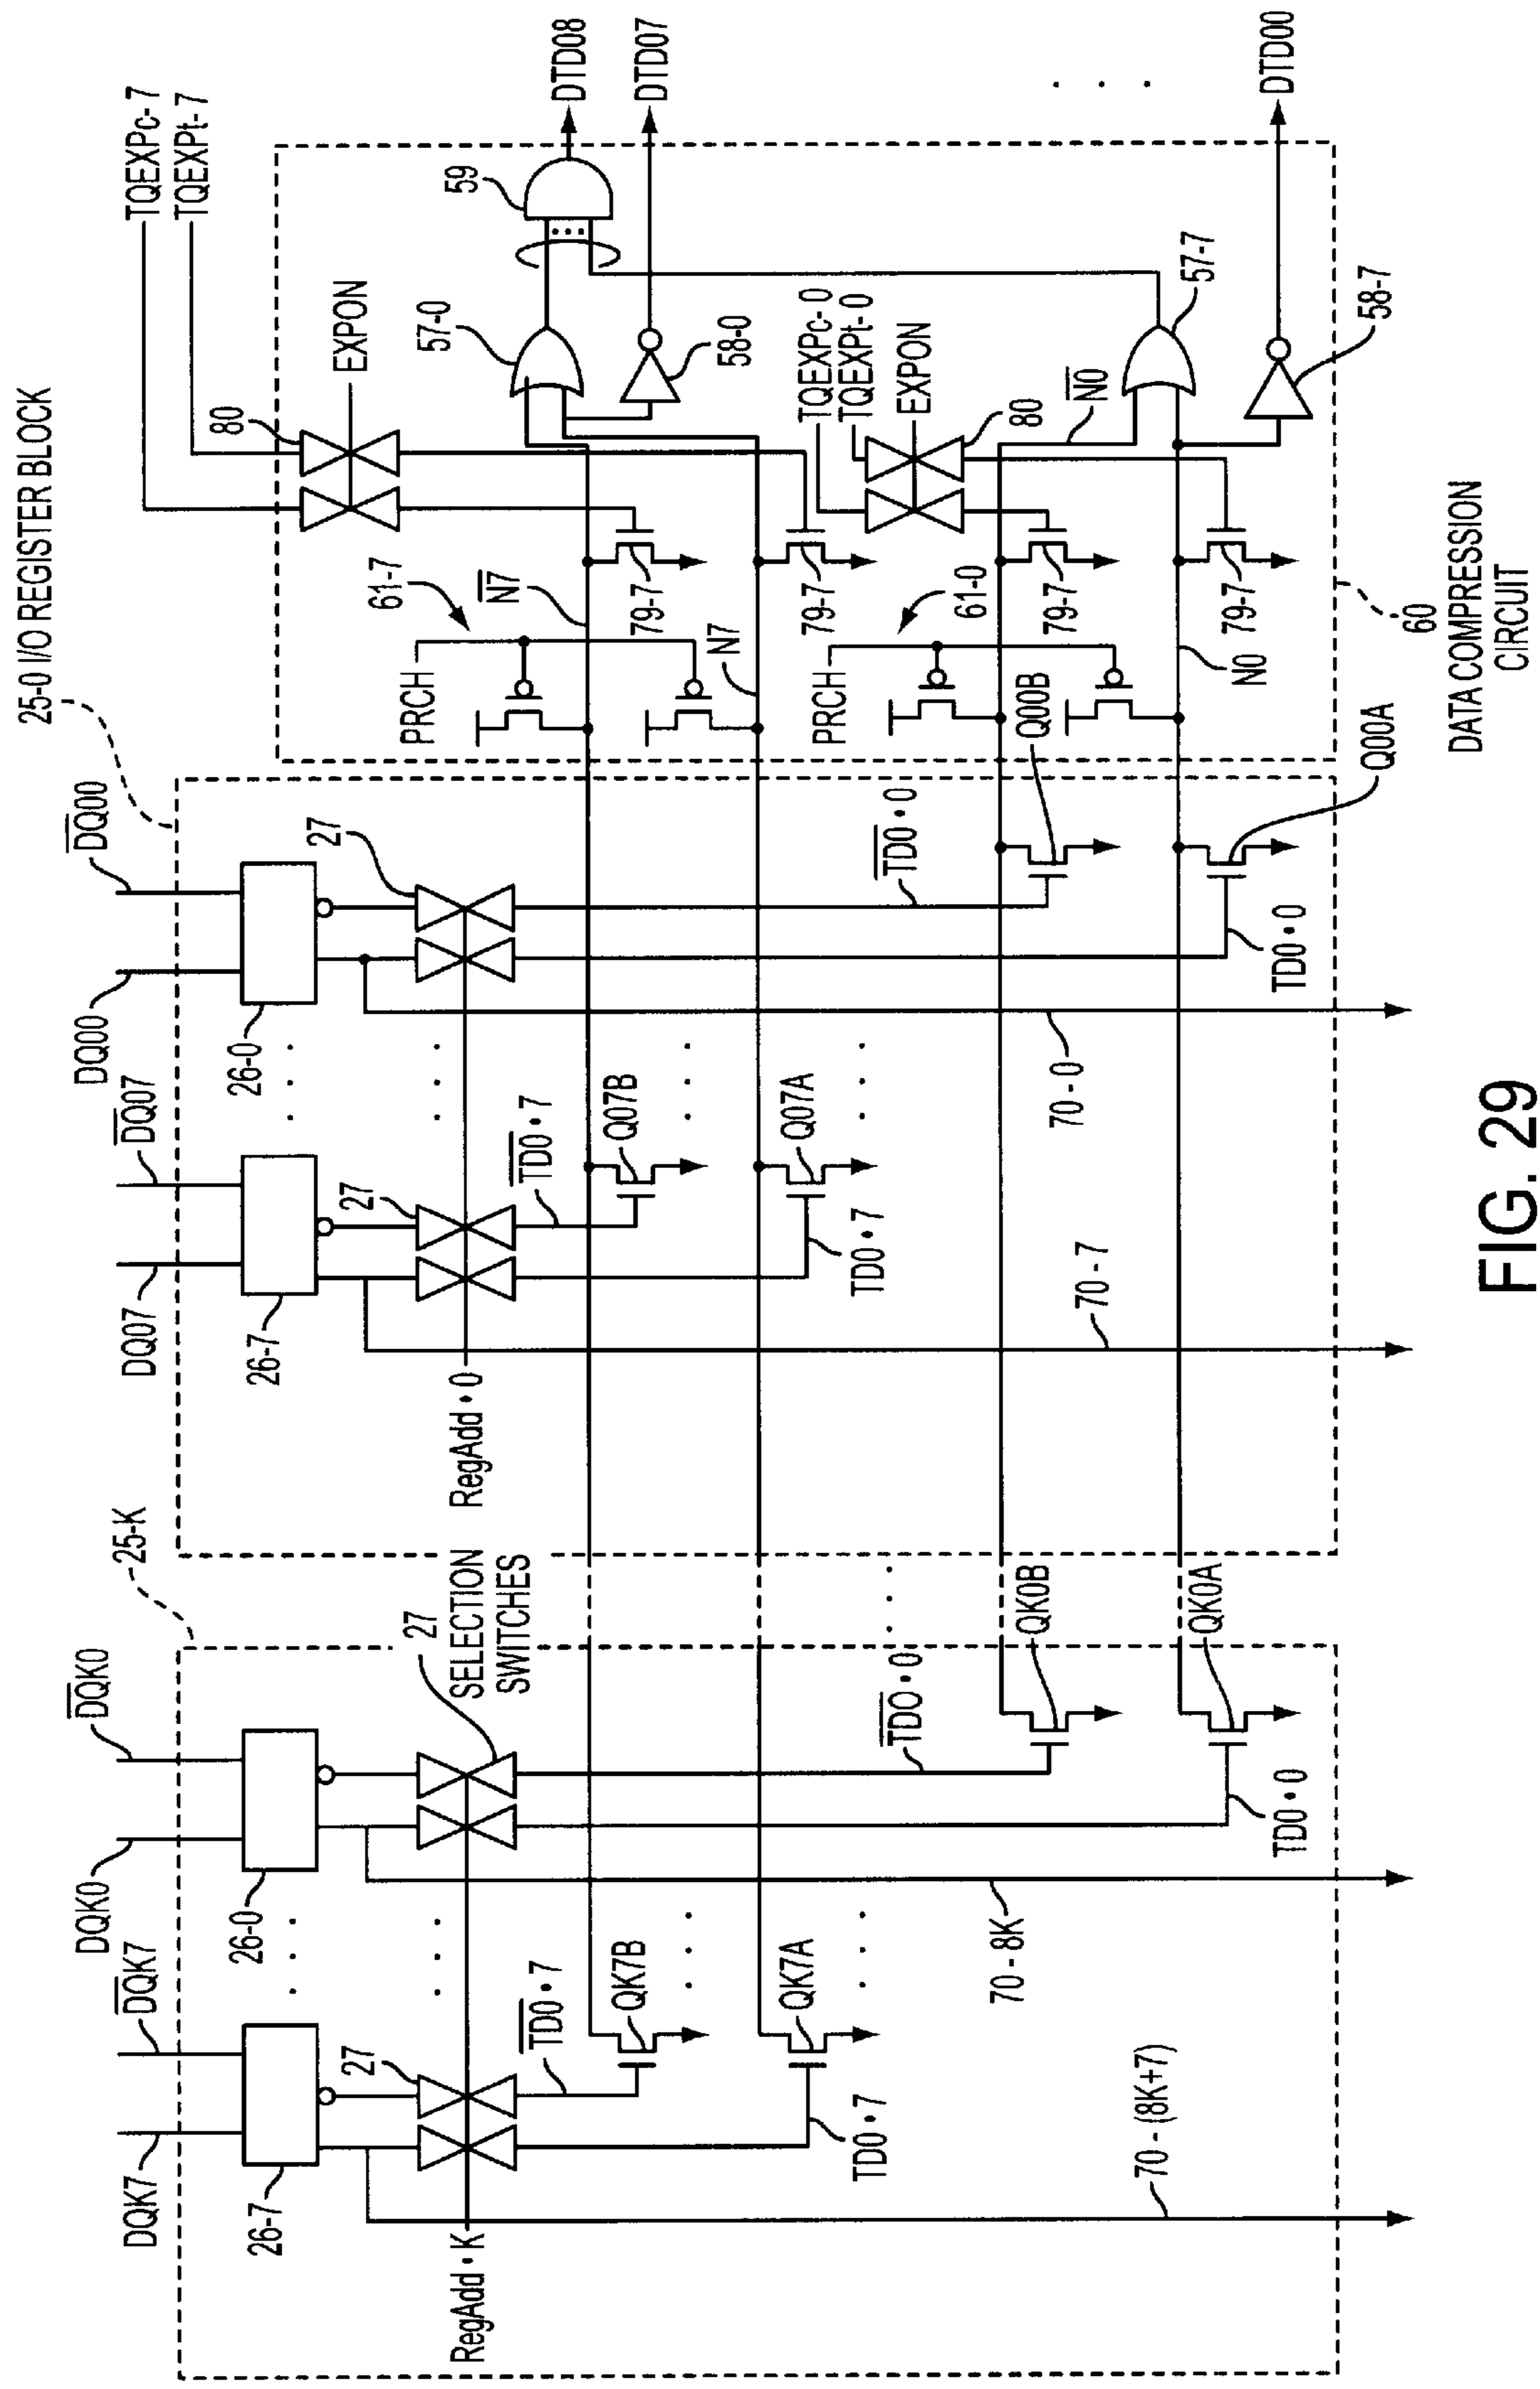 25-K
25-0 I/O REGISTER BLOCK
DQK7
DQK7
DQK0
DQK0
DQ07
DQ07
DQ00
DQ00
TQEXPc-7
TQEXPt-7
26-7
26-0
26-7
26-0
27
27
SELECTION
SWITCHES
27
27
80
EXPON
RegAdd·K
RegAdd·0
PRCH
61-7
57-0
59
DTD08
TD0·7
QK7B
TD0·7
Q07B
N7
79-7
58-0
DTD07
TD0·7
QK7A
TD0·7
Q07A
N7
79-7
TQEXPc-0
TQEXPt-0
EXPON
80
PRCH
61-0
TD0·0
QK0B
TD0·0
Q00B
79-7
N0
57-7
70-8K
70-0
70-(8K+7)
70-7
TD0·0
QK0A
TD0·0
Q00A
N0
79-7
58-7
DTD00
60
DATA COMPRESSION
CIRCUIT
FIG. 29